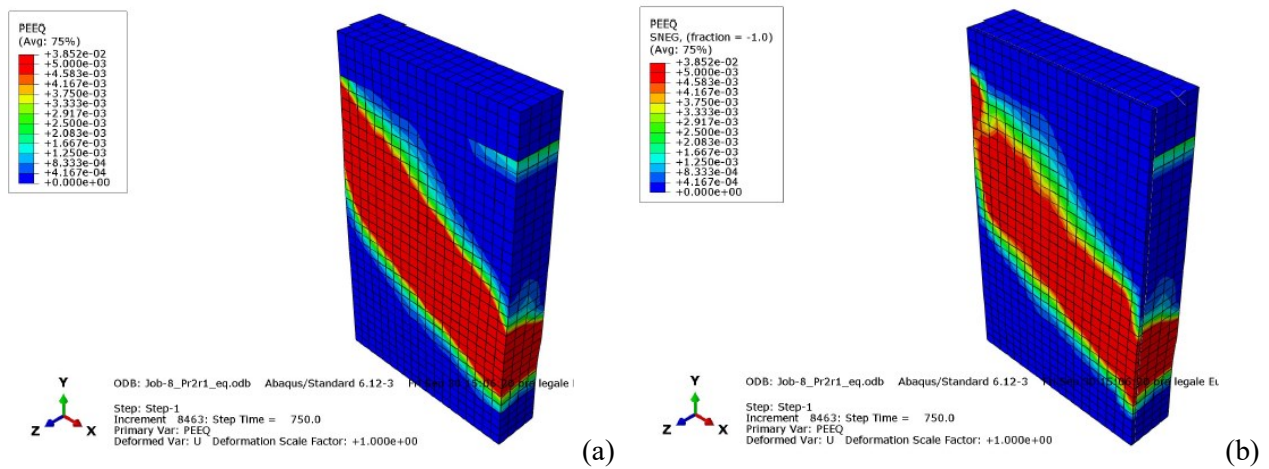 PEEQ
(Avg: 75%)
+3.852e-02
+5.000e-03
+4.583e-03
+4.167e-03
+3.750e-03
+3.333e-03
+2.917e-03
+2.500e-03
+2.083e-03
+1.667e-03
+1.250e-03
+8.333e-04
+4.167e-04
+0.000e+00
Y
Z
X
ODB: Job-8_Pr2r1_eq.odb Abaqus/Standard 6.12-3
Step: Step-1
Increment 8463: Step Time = 750.0
Primary Var: PEEQ
Deformed Var: U Deformation Scale Factor: +1.000e+00
(a)
PEEQ
SNEG, (fraction = -1.0)
(Avg: 75%)
+3.852e-02
+5.000e-03
+4.583e-03
+4.167e-03
+3.750e-03
+3.333e-03
+2.917e-03
+2.500e-03
+2.083e-03
+1.667e-03
+1.250e-03
+8.333e-04
+4.167e-04
+0.000e+00
Y
Z
X
ODB: Job-8_Pr2r1_eq.odb Abaqus/Standard 6.12-3 legale Eu
Step: Step-1
Increment 8463: Step Time = 750.0
Primary Var: PEEQ
Deformed Var: U Deformation Scale Factor: +1.000e+00
(b)